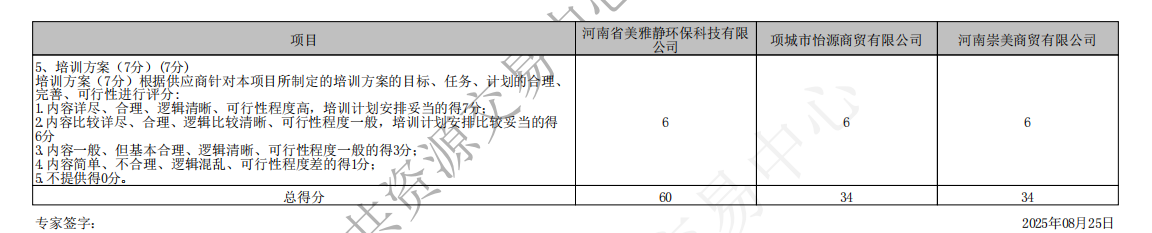 项目
河南省美雅静环保科技有限
公司
项城市怡源商贸有限公司
河南崇美商贸有限公司
5、培训方案（7分）(7分)
培训方案（7分）根据供应商针对本项目所制定的培训方案的目标、任务、计划的合理、
完善、可行性进行评分:
1.内容详尽、合理、逻辑清晰、可行性程度高，培训计划安排妥当的得7分；
2.内容比较详尽、合理、逻辑比较清晰、可行性程度一般，培训计划安排比较妥当的得
6分
3.内容一般、但基本合理、逻辑清晰、可行性程度一般的得3分；
4.内容简单、不合理、逻辑混乱、可行性程度差的得1分；
5.不提供得0分。
6
6
6
总得分
60
34
34
专家签字：
2025年08月25日
共资源交易中心
易中心